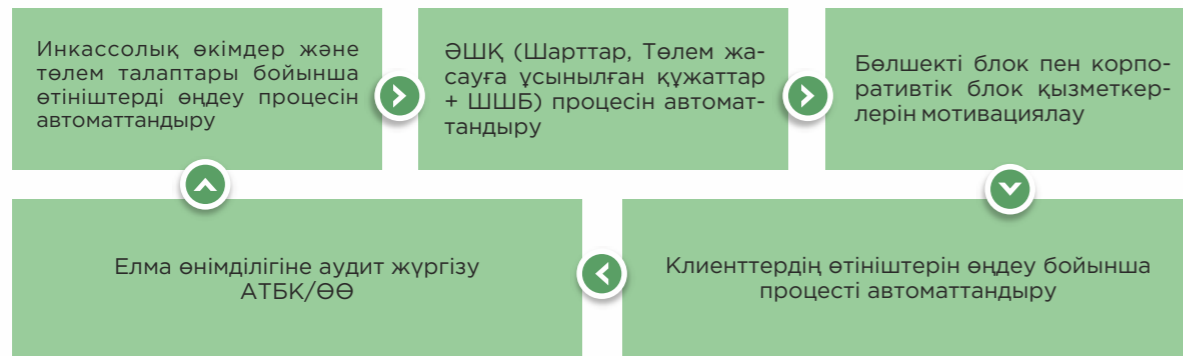 Инкассолық өкімдер және
төлем талаптары бойынша
өтініштерді өңдеу процесін
автоматтандыру
ӘШҚ (Шарттар, Төлем жа-
сауға ұсынылған құжаттар
+ ШШБ) процесін автомат-
тандыру
Бөлшекті блок пен корпо-
ративтік блок қызметкер-
лерін мотивациялау
Елма өнімділігіне аудит жүргізу
АТБК/ӨӨ
Клиенттердің өтініштерін өңдеу бойынша
процесті автоматтандыру